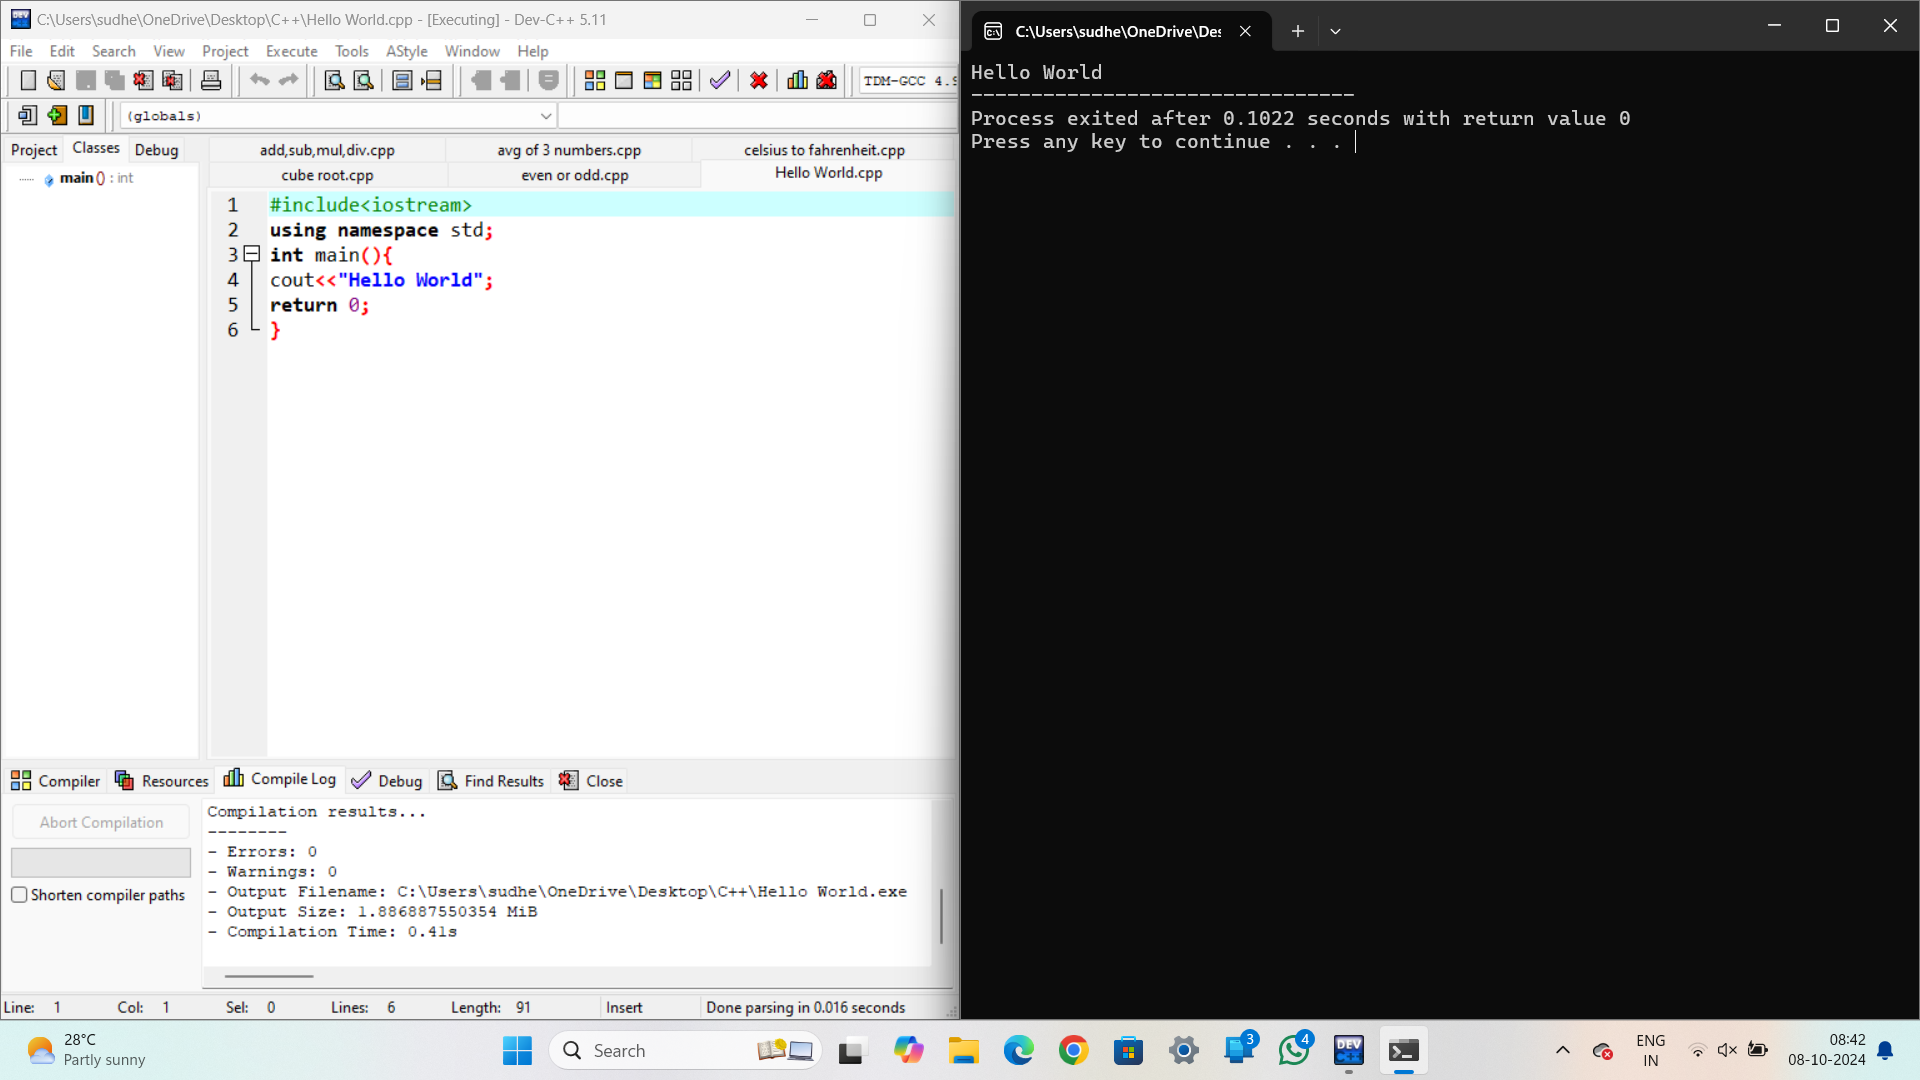 C:\Users\sudhe\OneDrive\Desktop\C++\Hello World.cpp - [Executing] - Dev-C++ 5.11
File Edit Search View Project Execute Tools AStyle Window Help
TDM-GCC 4.9
(globals)
Project Classes Debug
main() : int
add,sub,mul,div.cpp avg of 3 numbers.cpp celsius to fahrenheit.cpp
cube root.cpp even or odd.cpp Hello World.cpp
1 #include<iostream>
2 using namespace std;
3 int main(){
4 cout<<"Hello World";
5 return 0;
6 }
Compiler Resources Compile Log Debug Find Results Close
Abort Compilation
Shorten compiler paths
Compilation results...
--------
- Errors: 0
- Warnings: 0
- Output Filename: C:\Users\sudhe\OneDrive\Desktop\C++\Hello World.exe
- Output Size: 1.886887550354 MiB
- Compilation Time: 0.41s
Line: 1 Col: 1 Sel: 0 Lines: 6 Length: 91 Insert Done parsing in 0.016 seconds
C:\Users\sudhe\OneDrive\Des
Hello World
--------------------------------
Process exited after 0.1022 seconds with return value 0
Press any key to continue . . .
28°C
Partly sunny
Search
3
4
DEV
C++
ENG
IN
08:42
08-10-2024